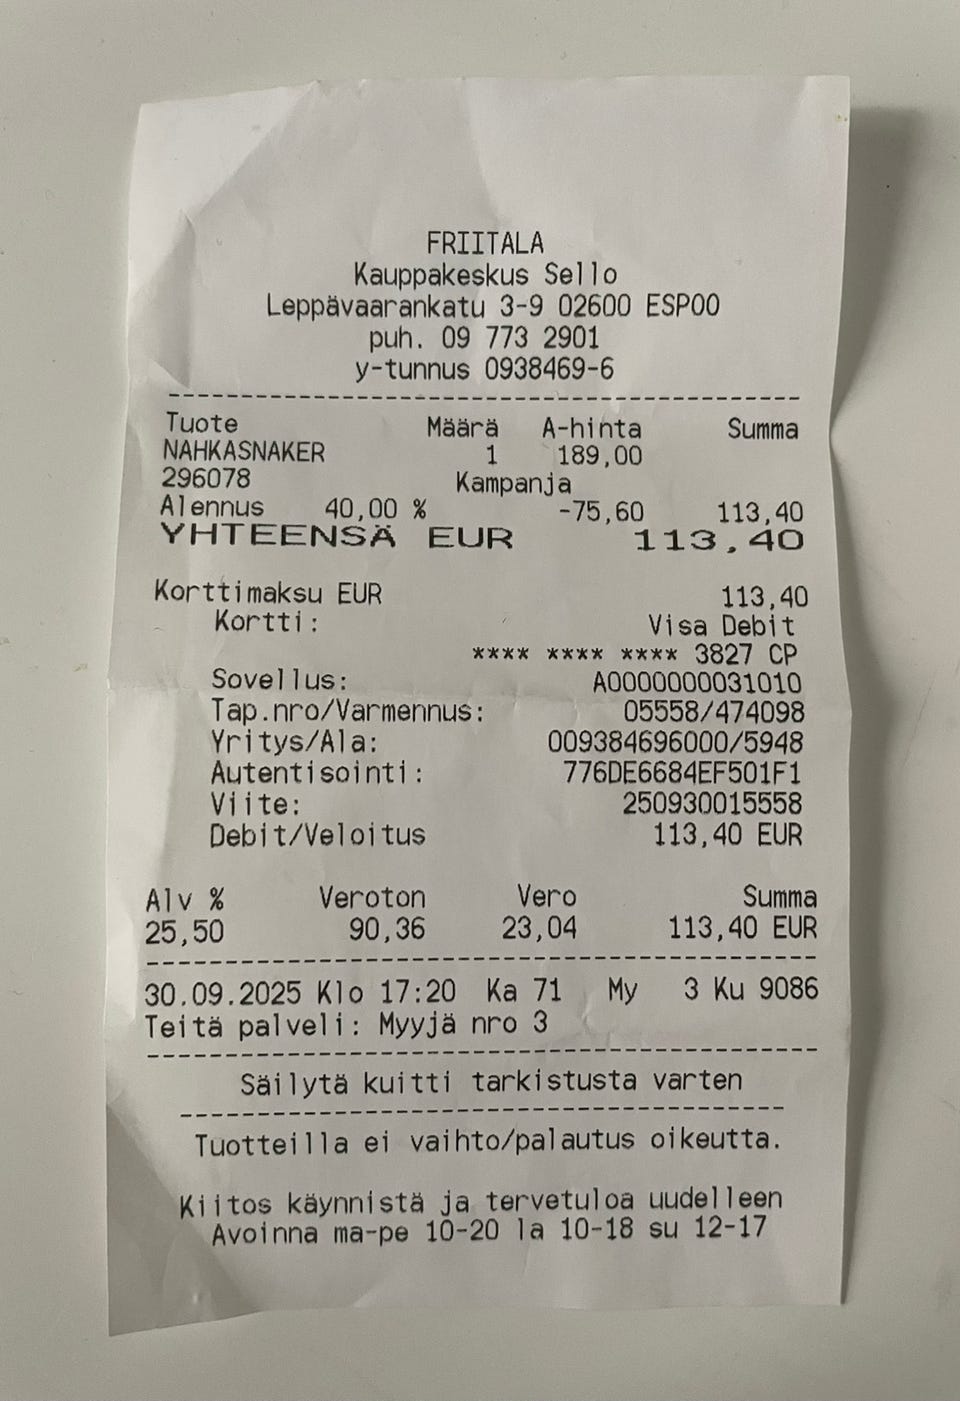 FRIITALA
Kauppakeskus Sello
Leppävaarankatu 3-9 02600 ESPOO
puh. 09 773 2901
y-tunnus 0938469-6
Tuote Määrä A-hinta Summa
NAHKASNAKER 1 189,00
296078 Kampanja
Alennus 40,00 % -75,60 113,40
YHTEENSÄ EUR 113,40
Korttimaksu EUR 113,40
Kortti: Visa Debit
**** **** **** 3827 CP
Sovellus: A0000000031010
Tap.nro/Varmennus: 05558/474098
Yritys/Ala: 009384696000/5948
Autentisointi: 776DE6684EF501F1
Viite: 250930015558
Debit/Veloitus 113,40 EUR
Alv % Veroton Vero Summa
25,50 90,36 23,04 113,40 EUR
30.09.2025 Klo 17:20 Ka 71 My 3 Ku 9086
Teitä palveli: Myyjä nro 3
Säilytä kuitti tarkistusta varten
Tuotteilla ei vaihto/palautus oikeutta.
Kiitos käynnistä ja tervetuloa uudelleen
Avoinna ma-pe 10-20 la 10-18 su 12-17